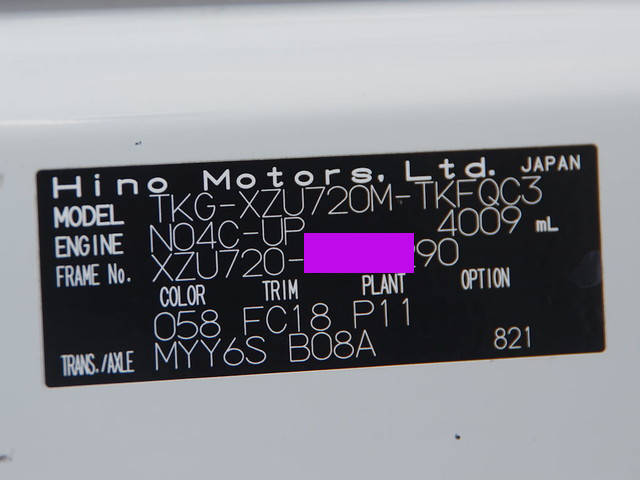 Hino Motors, Ltd. JAPAN
MODEL TKG-XZU720M-TKFQC3
ENGINE N04C-UP 4009 mL
FRAME No. XZU720- 90
COLOR TRIM PLANT OPTION
058 FC18 P11
TRANS./AXLE MYY6S B08A 821